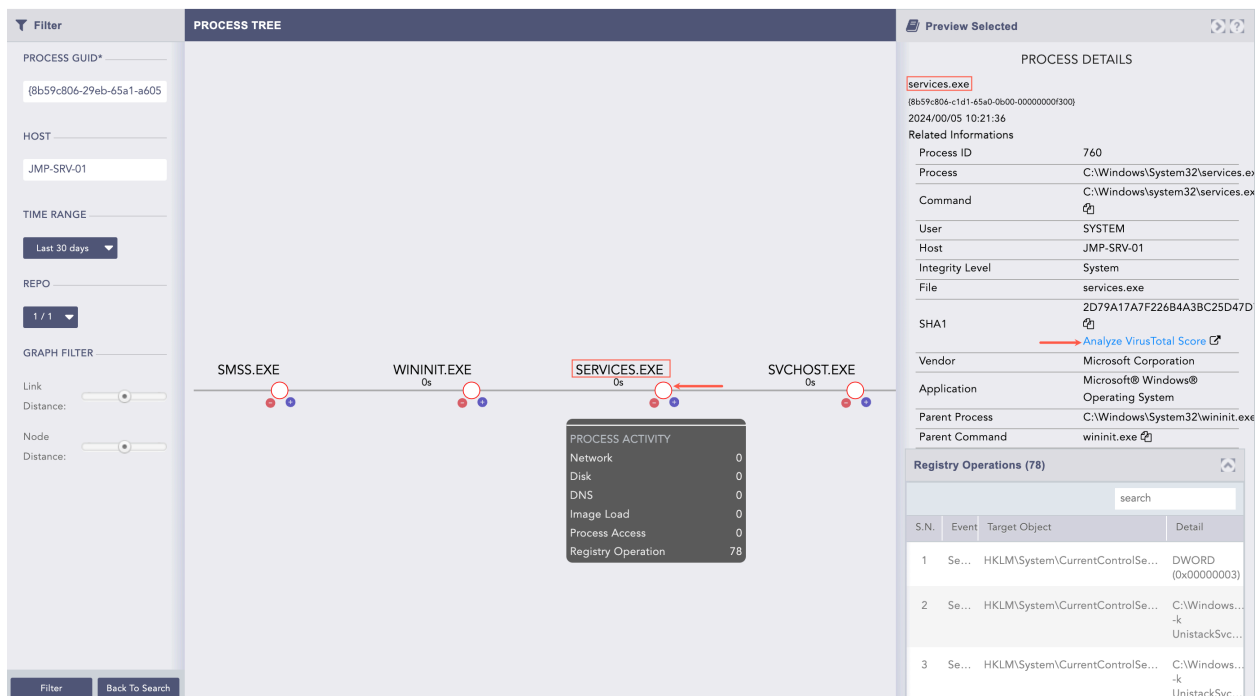 Filter
PROCESS GUID*
{8b59c806-29eb-65a1-a605
HOST
JMP-SRV-01
TIME RANGE
Last 30 days
REPO
1 / 1
GRAPH FILTER
Link
Distance:
Node
Distance:
Filter
Back To Search
PROCESS TREE
SMSS.EXE
WININIT.EXE
0s
SERVICES.EXE
0s
SVCHOST.EXE
0s
PROCESS ACTIVITY
Network 0
Disk 0
DNS 0
Image Load 0
Process Access 0
Registry Operation 78
Preview Selected
PROCESS DETAILS
services.exe
{8b59c806-c1d1-65a0-0b00-00000000f300}
2024/00/05 10:21:36
Related Informations
Process ID 760
Process C:\Windows\System32\services.ex
Command C:\Windows\system32\services.ex
User SYSTEM
Host JMP-SRV-01
Integrity Level System
File services.exe
SHA1 2D79A17A7F226B4A3BC25D47D
Analyze VirusTotal Score
Vendor Microsoft Corporation
Application Microsoft® Windows®
Operating System
Parent Process C:\Windows\System32\wininit.exe
Parent Command wininit.exe
Registry Operations (78)
search
S.N. Event Target Object Detail
1 Se... HKLM\System\CurrentControlSe... DWORD
(0x00000003)
2 Se... HKLM\System\CurrentControlSe... C:\Windows...
-k
UnistackSvc...
3 Se... HKLM\System\CurrentControlSe... C:\Windows...
-k
UnistackSvc...